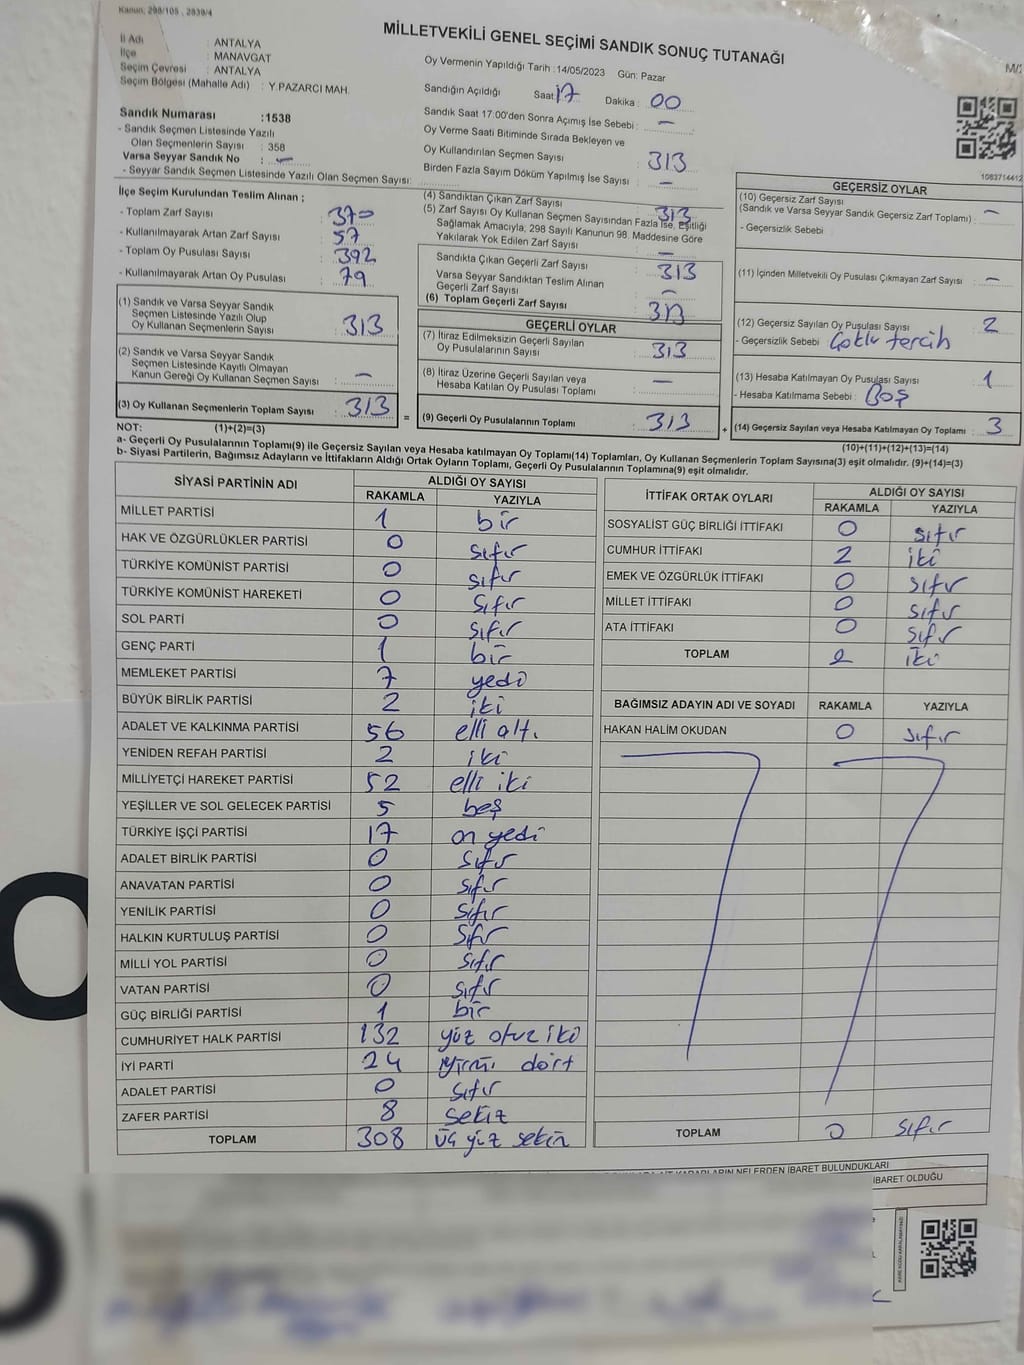 Kanun, 298/105 , 2839/4
MİLLETVEKİLİ GENEL SEÇİMİ SANDIK SONUÇ TUTANAĞI
İl Adı : ANTALYA
İlçe : MANAVGAT
Seçim Çevresi : ANTALYA
Seçim Bölgesi (Mahalle Adı) : Y.PAZARCI MAH.
Sandık Numarası :1538
- Sandık Seçmen Listesinde Yazılı
Olan Seçmenlerin Sayısı : 358
Varsa Seyyar Sandık No : -
- Seyyar Sandık Seçmen Listesinde Yazılı Olan Seçmen Sayısı:
Oy Vermenin Yapıldığı Tarih : 14/05/2023 Gün: Pazar
Sandığın Açıldığı Saat 17 Dakika : 00
Sandık Saat 17:00'den Sonra Açımış İse Sebebi : -
Oy Verme Saati Bitiminde Sırada Bekleyen ve
Oy Kullandırılan Seçmen Sayısı 313
Birden Fazla Sayım Döküm Yapılmış İse Sayısı : -
1083714412
İlçe Seçim Kurulundan Teslim Alınan ;
- Toplam Zarf Sayısı : 370
- Kullanılmayarak Artan Zarf Sayısı : 57
- Toplam Oy Pusulası Sayısı : 392
- Kullanılmayarak Artan Oy Pusulası : 79
(1) Sandık ve Varsa Seyyar Sandık
Seçmen Listesinde Yazılı Olup
Oy Kullanan Seçmenlerin Sayısı 313
(2) Sandık ve Varsa Seyyar Sandık
Seçmen Listesinde Kayıtlı Olmayan
Kanun Gereği Oy Kullanan Seçmen Sayısı -
(3) Oy Kullanan Seçmenlerin Toplam Sayısı 313
(4) Sandıktan Çıkan Zarf Sayısı 313
(5) Zarf Sayısı Oy Kullanan Seçmen Sayısından Fazla İse, Eşitliği
Sağlamak Amacıyla, 298 Sayılı Kanunun 98. Maddesine Göre
Yakılarak Yok Edilen Zarf Sayısı -
Sandıkta Çıkan Geçerli Zarf Sayısı 313
Varsa Seyyar Sandıktan Teslim Alınan
Geçerli Zarf Sayısı -
(6) Toplam Geçerli Zarf Sayısı 313
GEÇERLİ OYLAR
(7) İtiraz Edilmeksizin Geçerli Sayılan
Oy Pusulalarının Sayısı 313
(8) İtiraz Üzerine Geçerli Sayılan veya
Hesaba Katılan Oy Pusulası Toplamı -
= (9) Geçerli Oy Pusulalarının Toplamı 313
GEÇERSİZ OYLAR
(10) Geçersiz Zarf Sayısı
(Sandık ve Varsa Seyyar Sandık Geçersiz Zarf Toplamı) : -
- Geçersizlik Sebebi :
(11) İçinden Milletvekili Oy Pusulası Çıkmayan Zarf Sayısı : -
(12) Geçersiz Sayılan Oy Pusulası Sayısı : 2
- Geçersizlik Sebebi : Çoklu tercih
(13) Hesaba Katılmayan Oy Pusulası Sayısı : 1
- Hesaba Katılmama Sebebi : Boş
+ (14) Geçersiz Sayılan veya Hesaba Katılmayan Oy Toplamı : 3
NOT: (1)+(2)=(3) (10)+(11)+(12)+(13)=(14)
a- Geçerli Oy Pusulalarının Toplamı(9) ile Geçersiz Sayılan veya Hesaba katılmayan Oy Toplamı(14) Toplamları, Oy Kullanan Seçmenlerin Toplam Sayısına(3) eşit olmalıdır. (9)+(14)=(3)
b- Siyasi Partilerin, Bağımsız Adayların ve İttifakların Aldığı Ortak Oyların Toplamı, Geçerli Oy Pusulalarının Toplamına(9) eşit olmalıdır.
SİYASİ PARTİNİN ADI ALDIĞI OY SAYISI
RAKAMLA YAZIYLA
MİLLET PARTİSİ 1 bir
HAK VE ÖZGÜRLÜKLER PARTİSİ 0 sıfır
TÜRKİYE KOMÜNİST PARTİSİ 0 sıfır
TÜRKİYE KOMÜNİST HAREKETİ 0 sıfır
SOL PARTİ 0 sıfır
GENÇ PARTİ 1 bir
MEMLEKET PARTİSİ 7 yedi
BÜYÜK BİRLİK PARTİSİ 2 iki
ADALET VE KALKINMA PARTİSİ 56 elli altı
YENİDEN REFAH PARTİSİ 2 iki
MİLLİYETÇİ HAREKET PARTİSİ 52 elli iki
YEŞİLLER VE SOL GELECEK PARTİSİ 5 beş
TÜRKİYE İŞÇİ PARTİSİ 17 on yedi
ADALET BİRLİK PARTİSİ 0 sıfır
ANAVATAN PARTİSİ 0 sıfır
YENİLİK PARTİSİ 0 sıfır
HALKIN KURTULUŞ PARTİSİ 0 sıfır
MİLLİ YOL PARTİSİ 0 sıfır
VATAN PARTİSİ 0 sıfır
GÜÇ BİRLİĞİ PARTİSİ 1 bir
CUMHURİYET HALK PARTİSİ 132 yüz otuz iki
İYİ PARTİ 24 yirmi dört
ADALET PARTİSİ 0 sıfır
ZAFER PARTİSİ 8 sekiz
TOPLAM 308 üç yüz sekiz
İTTİFAK ORTAK OYLARI ALDIĞI OY SAYISI
RAKAMLA YAZIYLA
SOSYALİST GÜÇ BİRLİĞİ İTTİFAKI 0 sıfır
CUMHUR İTTİFAKI 2 iki
EMEK VE ÖZGÜRLÜK İTTİFAKI 0 sıfır
MİLLET İTTİFAKI 0 sıfır
ATA İTTİFAKI 0 sıfır
TOPLAM 2 iki
BAĞIMSIZ ADAYIN ADI VE SOYADI RAKAMLA YAZIYLA
HAKAN HALİM OKUDAN 0 sıfır
TOPLAM 0 sıfır
NELERDEN İBARET BULUNDUKLARI
İBARET OLDUĞU